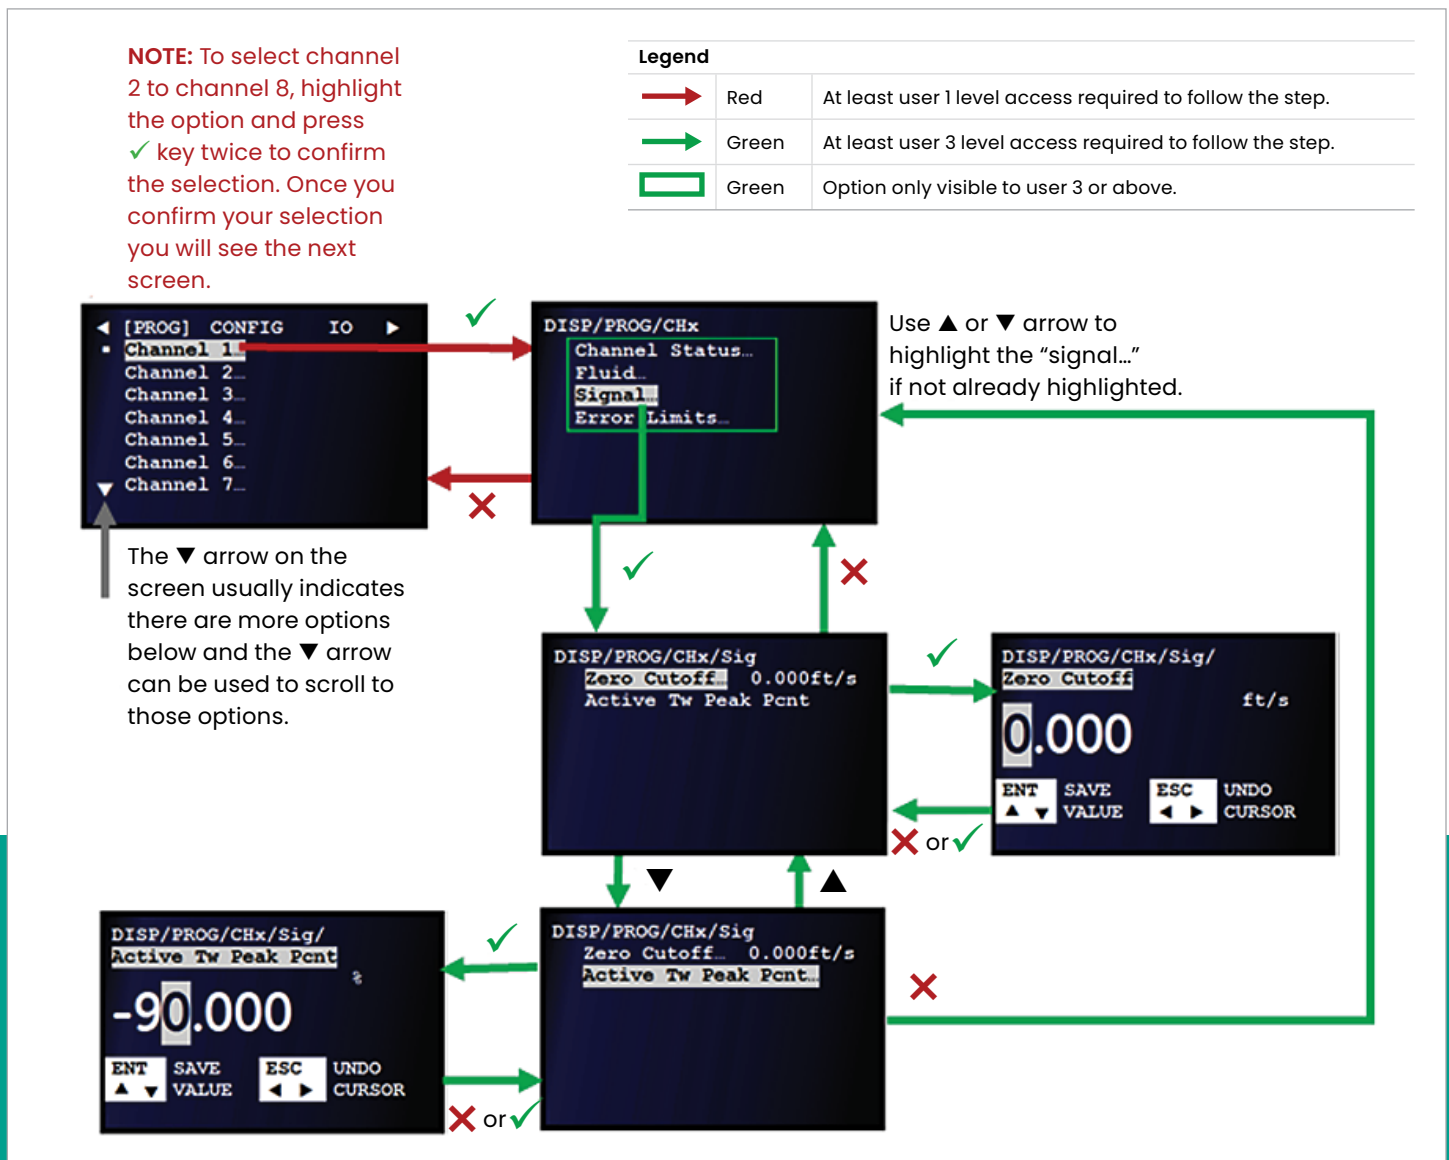 NOTE: To select channel
2 to channel 8, highlight
the option and press
✓ key twice to confirm
the selection. Once you
confirm your selection
you will see the next
screen.
Legend
Red At least user 1 level access required to follow the step.
Green At least user 3 level access required to follow the step.
Green Option only visible to user 3 or above.
◀ [PROG] CONFIG IO ▶
Channel 1…
Channel 2…
Channel 3…
Channel 4…
Channel 5…
Channel 6…
Channel 7…
▼
DISP/PROG/CHx
Channel Status…
Fluid…
Signal…
Error Limits…
Use ▲ or ▼ arrow to
highlight the “signal…”
if not already highlighted.
The ▼ arrow on the
screen usually indicates
there are more options
below and the ▼ arrow
can be used to scroll to
those options.
DISP/PROG/CHx/Sig
Zero Cutoff… 0.000ft/s
Active Tw Peak Pcnt
DISP/PROG/CHx/Sig/
Zero Cutoff
ft/s
0.000
ENT SAVE ESC UNDO
▲ ▼ VALUE ◀ ▶ CURSOR
✕ or ✓
▼ ▲
DISP/PROG/CHx/Sig/
Active Tw Peak Pcnt
%
-90.000
ENT SAVE ESC UNDO
▲ ▼ VALUE ◀ ▶ CURSOR
✕ or ✓
DISP/PROG/CHx/Sig
Zero Cutoff… 0.000ft/s
Active Tw Peak Pcnt…